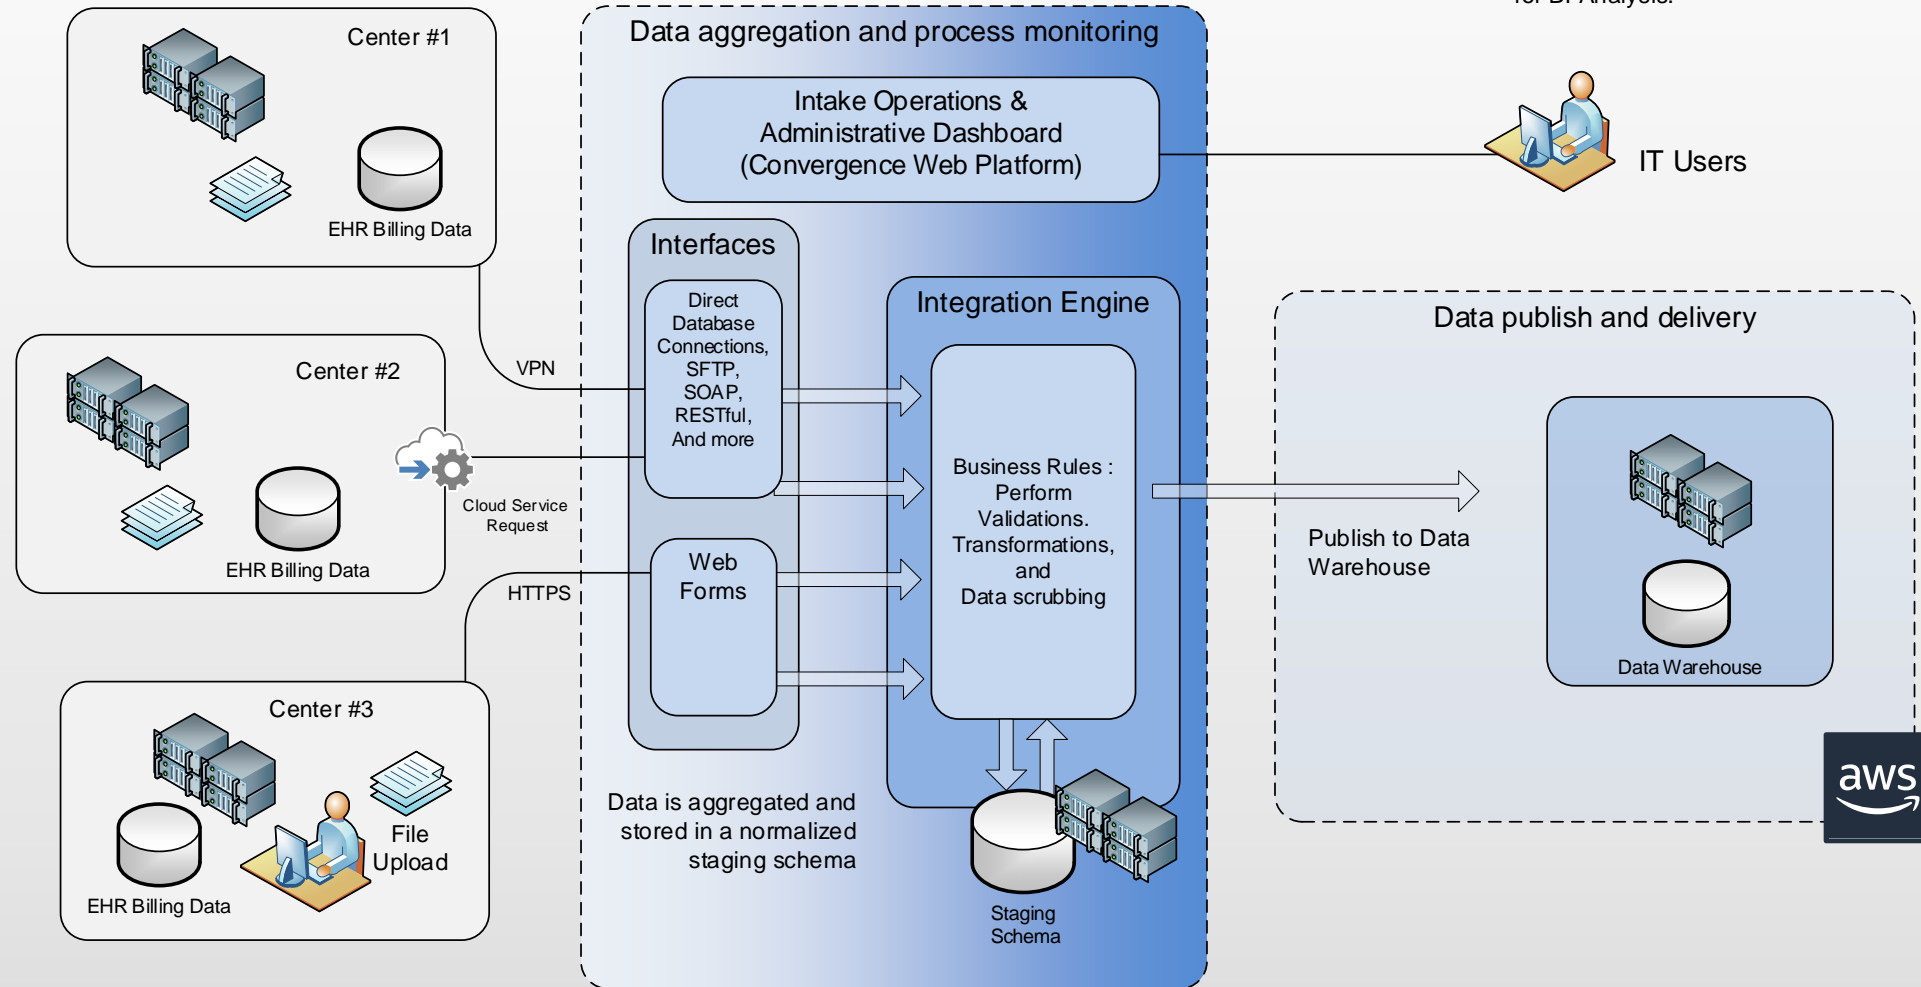 for BI Analysis.
Center #1
EHR Billing Data
Center #2
EHR Billing Data
Cloud Service
Request
VPN
HTTPS
Center #3
File
Upload
EHR Billing Data
Data aggregation and process monitoring
Intake Operations &
Administrative Dashboard
(Convergence Web Platform)
Interfaces
Direct
Database
Connections,
SFTP,
SOAP,
RESTful,
And more
Web
Forms
Integration Engine
Business Rules :
Perform
Validations.
Transformations,
and
Data scrubbing
Data is aggregated and
stored in a normalized
staging schema
Staging
Schema
IT Users
Data publish and delivery
Publish to Data
Warehouse
Data Warehouse
aws